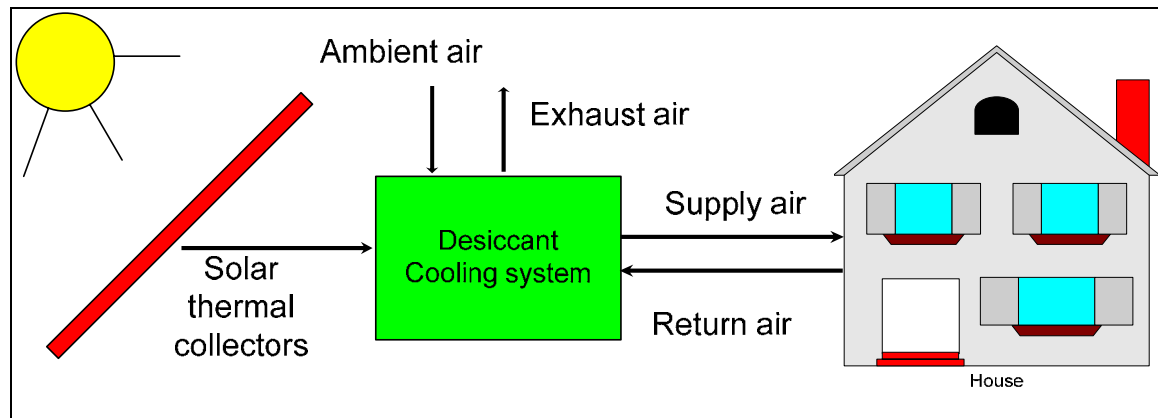 Ambient air
Exhaust air
Supply air
Desiccant
Cooling system
Solar
thermal
collectors
Return air
House